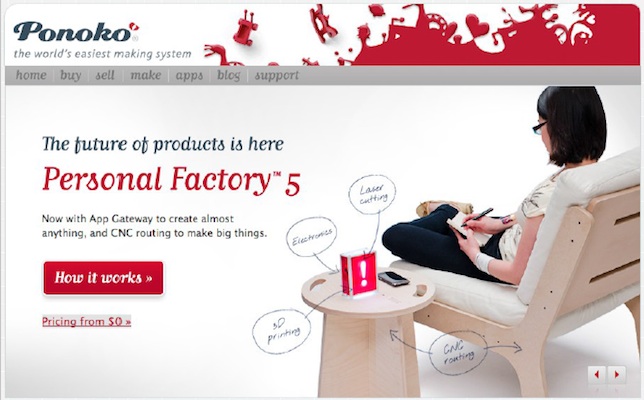 Ponoko®
the world's easiest making system
home buy sell make apps blog support
The future of products is here
Personal Factory™ 5
Now with App Gateway to create almost
anything, and CNC routing to make big things.
How it works »
Pricing from $0 »
Laser
cutting
Electronics
!
3D
printing
CNC
routing